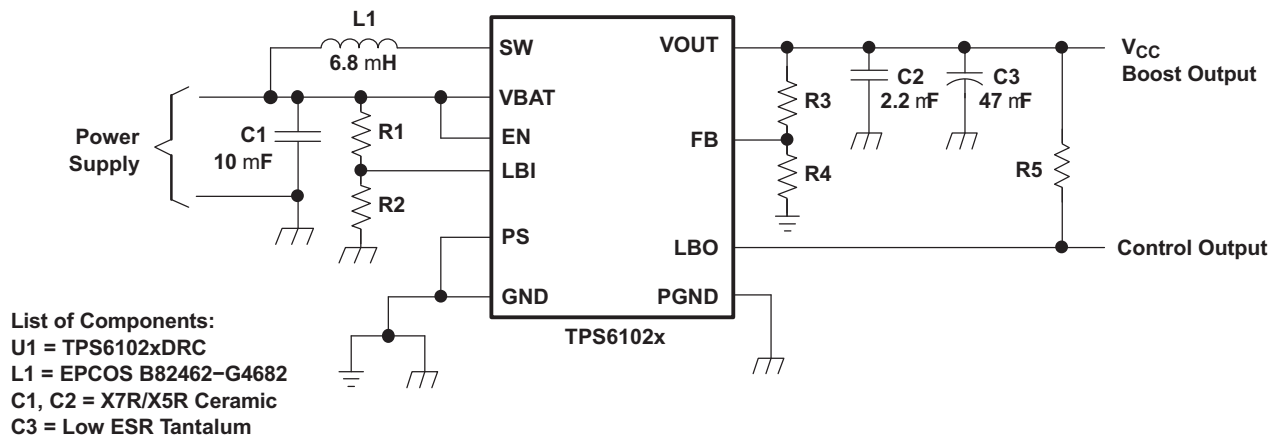 L1
6.8 mH
SW
VBAT
EN
LBI
PS
GND
VOUT
FB
LBO
PGND
TPS6102x
Power
Supply
C1
10 mF
R1
R2
R3
R4
C2
2.2 mF
C3
47 mF
R5
VCC
Boost Output
Control Output
List of Components:
U1 = TPS6102xDRC
L1 = EPCOS B82462−G4682
C1, C2 = X7R/X5R Ceramic
C3 = Low ESR Tantalum